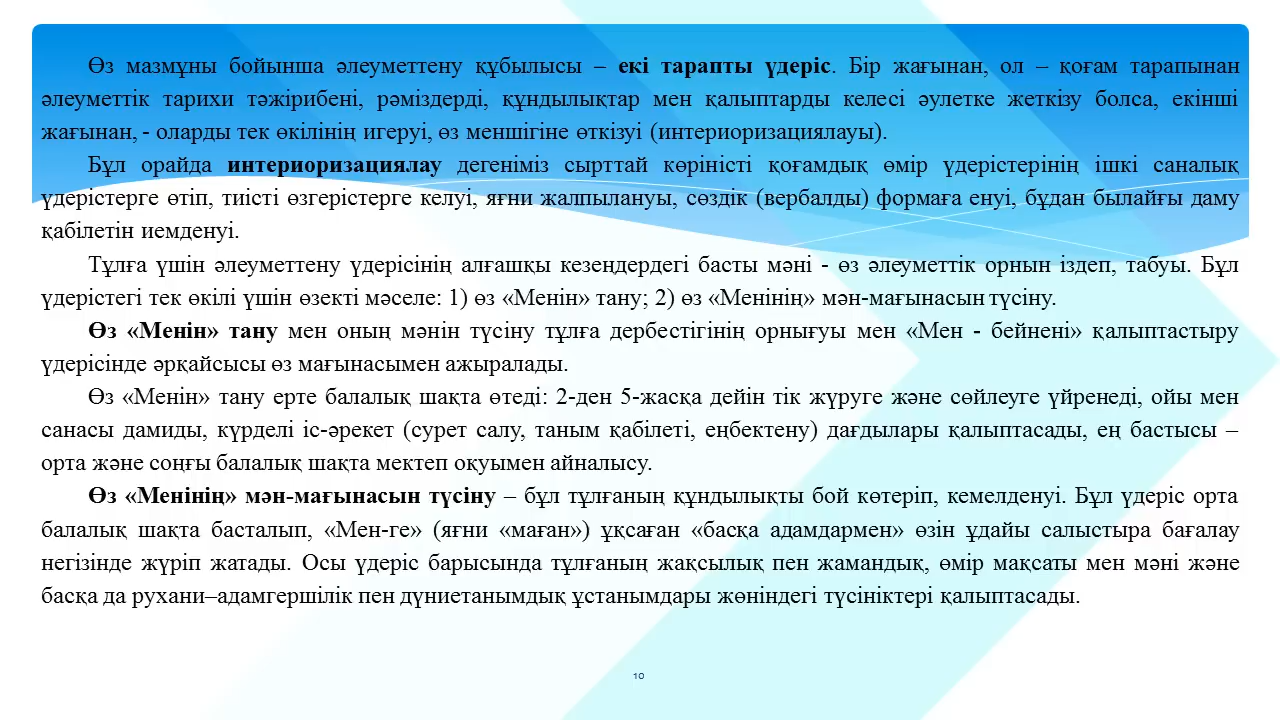 Өз мазмұны бойынша әлеуметтену құбылысы – екі тарапты үдеріс. Бір жағынан, ол – қоғам тарапынан
әлеуметтік тарихи тәжірибені, рәміздерді, құндылықтар мен қалыптарды келесі әулетке жеткізу болса, екінші
жағынан, - оларды тек өкілінің игеруі, өз меншігіне өткізуі (интериоризациялауы).
Бұл орайда интериоризациялау дегеніміз сырттай көріністі қоғамдық өмір үдерістерінің ішкі саналық
үдерістерге өтіп, тиісті өзгерістерге келуі, яғни жалпылануы, сөздік (вербалды) формаға енуі, бұдан былайғы даму
қабілетін иемденуі.
Тұлға үшін әлеуметтену үдерісінің алғашқы кезеңдердегі басты мәні - өз әлеуметтік орнын іздеп, табуы. Бұл
үдерістегі тек өкілі үшін өзекті мәселе: 1) өз «Менін» тану; 2) өз «Менінің» мән-мағынасын түсіну.
Өз «Менін» тану мен оның мәнін түсіну тұлға дербестігінің орнығуы мен «Мен - бейнені» қалыптастыру
үдерісінде әрқайсысы өз мағынасымен ажыралады.
Өз «Менін» тану ерте балалық шақта өтеді: 2-ден 5-жасқа дейін тік жүруге және сөйлеуге үйренеді, ойы мен
санасы дамиды, күрделі іс-әрекет (сурет салу, таным қабілеті, еңбектену) дағдылары қалыптасады, ең бастысы –
орта және соңғы балалық шақта мектеп оқуымен айналысу.
Өз «Менінің» мән-мағынасын түсіну – бұл тұлғаның құндылықты бой көтеріп, кемелденуі. Бұл үдеріс орта
балалық шақта басталып, «Мен-ге» (яғни «маған») ұқсаған «басқа адамдармен» өзін ұдайы салыстыра бағалау
негізінде жүріп жатады. Осы үдеріс барысында тұлғаның жақсылық пен жамандық, өмір мақсаты мен мәні және
басқа да рухани–адамгершілік пен дүниетанымдық ұстанымдары жөніндегі түсініктері қалыптасады.
10